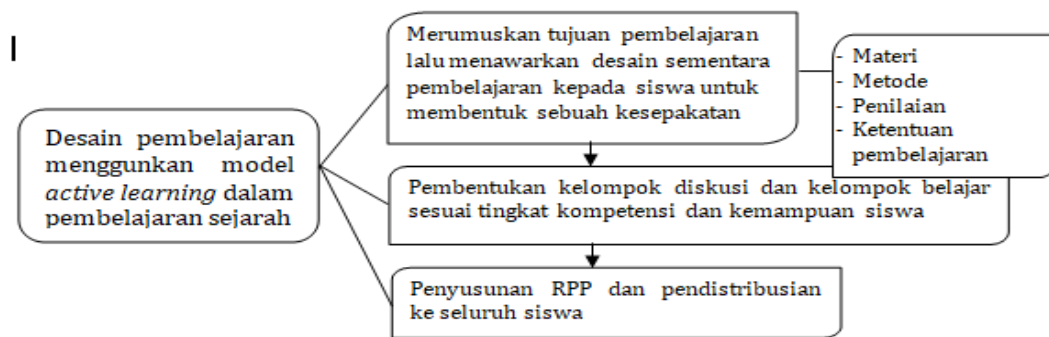 Desain pembelajaran
menggunkan model
active learning dalam
pembelajaran sejarah
Merumuskan tujuan pembelajaran
lalu menawarkan desain sementara
pembelajaran kepada siswa untuk
membentuk sebuah kesepakatan
- Materi
- Metode
- Penilaian
- Ketentuan
pembelajaran
Pembentukan kelompok diskusi dan kelompok belajar
sesuai tingkat kompetensi dan kemampuan siswa
Penyusunan RPP dan pendistribusian
ke seluruh siswa